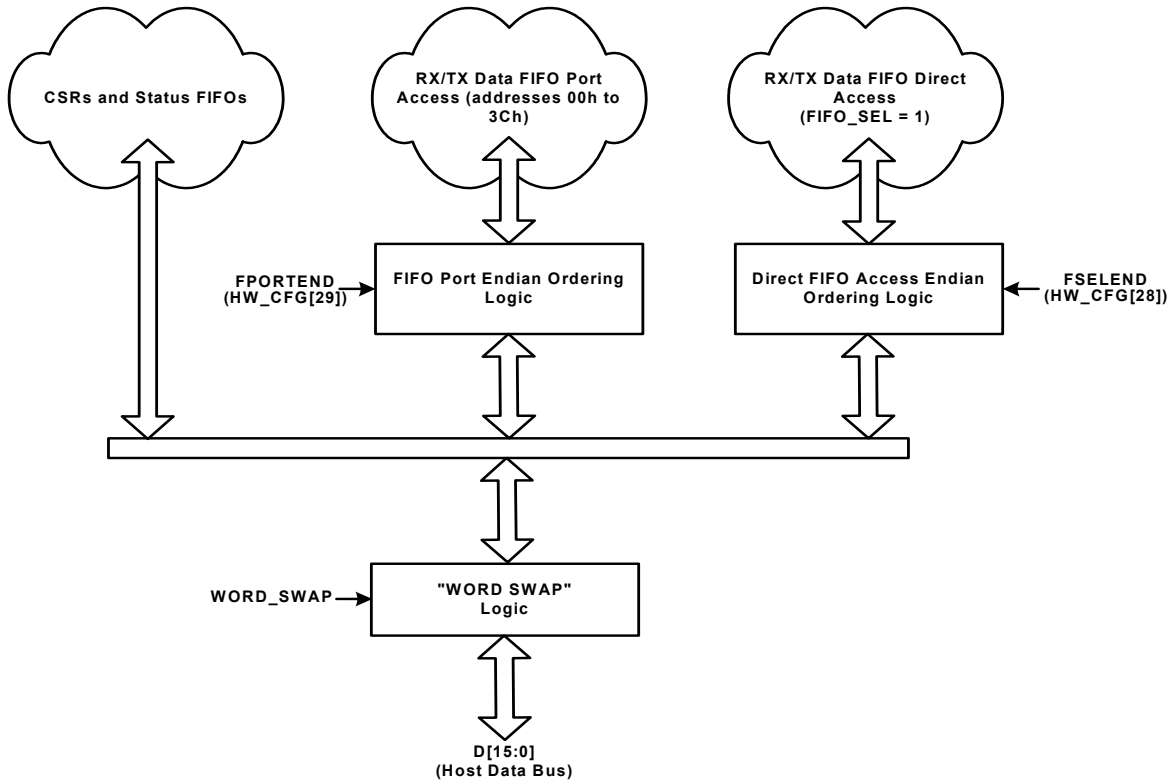 CSRs and Status FIFOs
RX/TX Data FIFO Port
Access (addresses 00h to
3Ch)
RX/TX Data FIFO Direct
Access
(FIFO_SEL = 1)
FPORTEND
(HW_CFG[29])
FIFO Port Endian Ordering
Logic
Direct FIFO Access Endian
Ordering Logic
FSELEND
(HW_CFG[28])
WORD_SWAP
"WORD SWAP"
Logic
D[15:0]
(Host Data Bus)